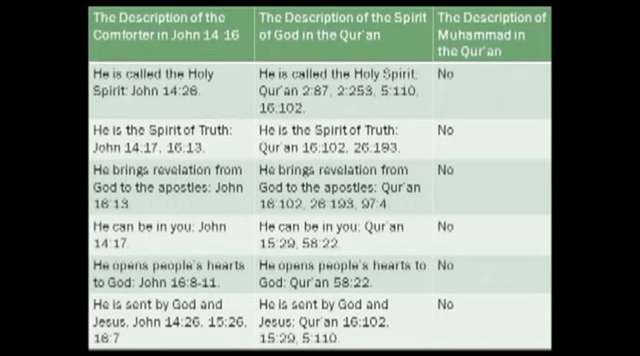 The Description of the
Comforter in John 14-16
The Description of the Spirit
of God in the Qur'an
The Description of
Muhammad in
the Qur'an
He is called the Holy
Spirit: John 14:26.
He is called the Holy Spirit:
Qur'an 2:87, 2:253, 5:110,
16:102.
No
He is the Spirit of Truth:
John 14:17, 16:13.
He is the Spirit of Truth:
Qur'an 16:102, 26:193.
No
He brings revelation from
God to the apostles: John
16:13
He brings revelation from
God to the apostles: Qur'an
16:102, 26:193, 97:4.
No
He can be in you: John
14:17.
He can be in you: Qur'an
15:29, 58:22.
No
He opens people's hearts
to God: John 16:8-11.
He opens people's hearts to
God: Qur'an 58:22.
No
He is sent by God and
Jesus, John 14:26, 15:26,
16:7
He is sent by God and
Jesus: Qur'an 16:102,
15:29, 5:110.
No